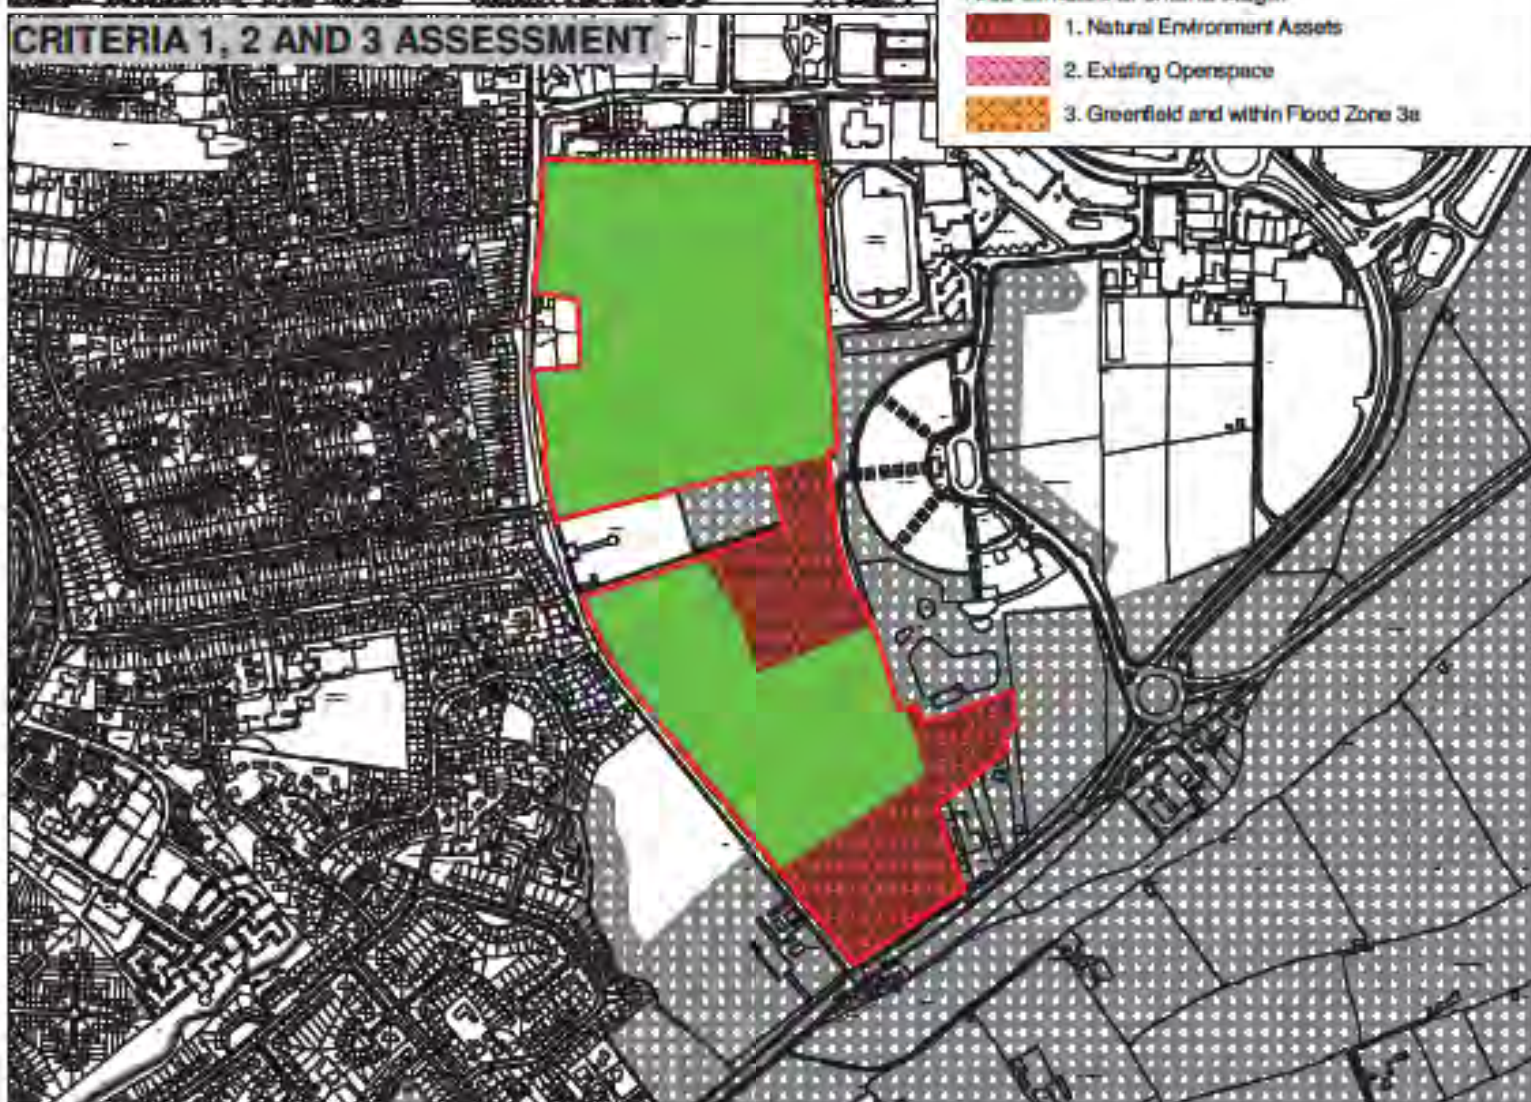 CRITERIA 1, 2 AND 3 ASSESSMENT
1. Natural Environment Assets
2. Existing Openspace
3. Greenfield and within Flood Zone 3a